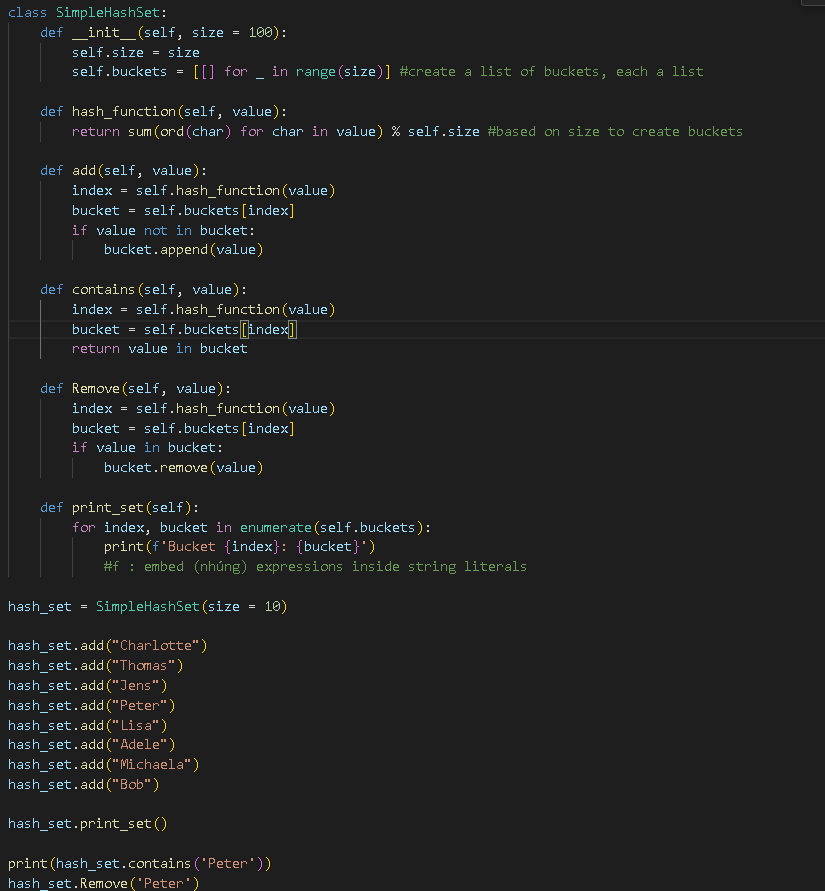 class SimpleHashSet:
    def __init__(self, size = 100):
        self.size = size
        self.buckets = [[] for _ in range(size)] #create a list of buckets, each a list
    def hash_function(self, value):
        return sum(ord(char) for char in value) % self.size #based on size to create buckets
    def add(self, value):
        index = self.hash_function(value)
        bucket = self.buckets[index]
        if value not in bucket:
            bucket.append(value)
    def contains(self, value):
        index = self.hash_function(value)
        bucket = self.buckets[index]
        return value in bucket
    def Remove(self, value):
        index = self.hash_function(value)
        bucket = self.buckets[index]
        if value in bucket:
            bucket.remove(value)
    def print_set(self):
        for index, bucket in enumerate(self.buckets):
            print(f'Bucket {index}: {bucket}')
            #f : embed (nhúng) expressions inside string literals
hash_set = SimpleHashSet(size = 10)
hash_set.add("Charlotte")
hash_set.add("Thomas")
hash_set.add("Jens")
hash_set.add("Peter")
hash_set.add("Lisa")
hash_set.add("Adele")
hash_set.add("Michaela")
hash_set.add("Bob")
hash_set.print_set()
print(hash_set.contains('Peter'))
hash_set.Remove('Peter')